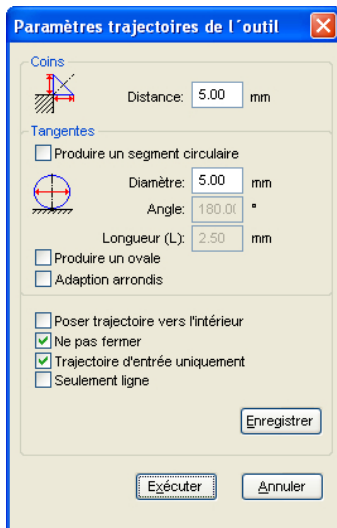 Paramètres trajectoires de l´outil
Coins
Distance: 5.00 mm
Tangentes
Produire un segment circulaire
Diamètre: 5.00 mm
Angle: 180.0( °
Longueur (L): 2.50 mm
Produire un ovale
Adaption arrondis
Poser trajectoire vers l'intérieur
Ne pas fermer
Trajectoire d'entrée uniquement
Seulement ligne
Enregistrer
Exécuter Annuler